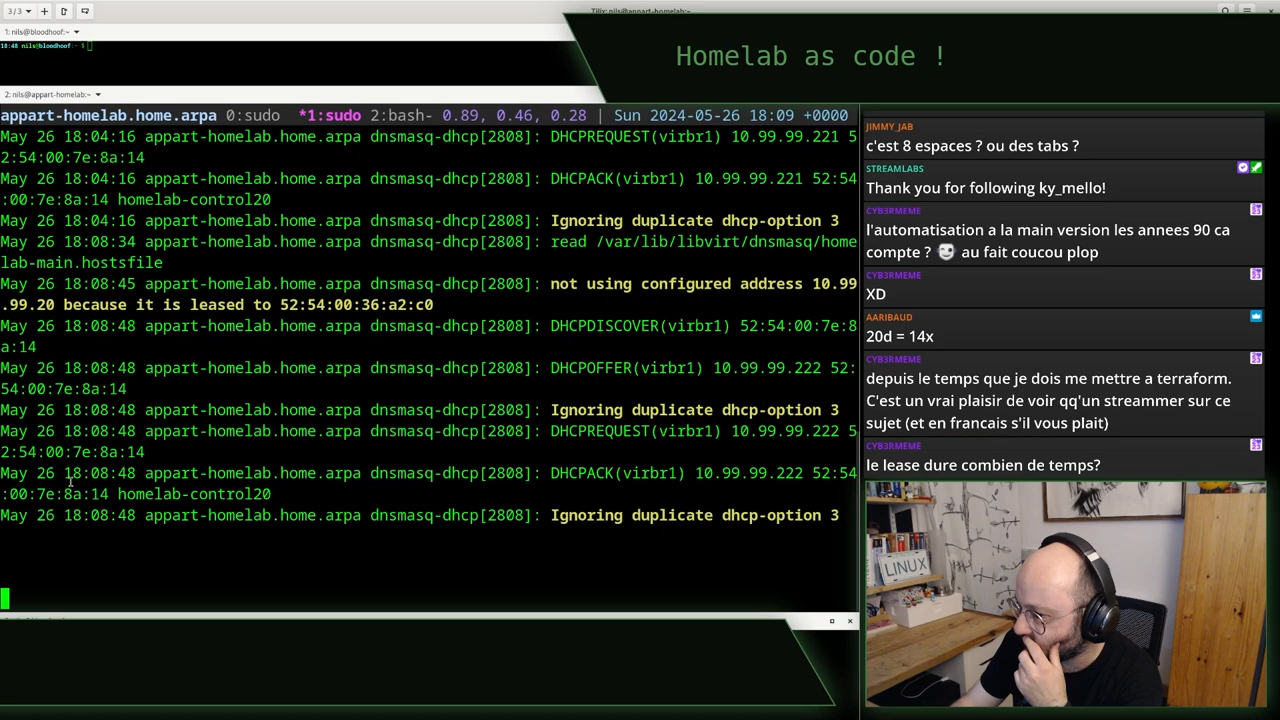 3 / 3
Tilix: nils@appart-homelab:~
1: nils@bloodhoof:~
18:48 nils@bloodhoof:~ $
Homelab as code !
2: nils@appart-homelab:~
appart-homelab.home.arpa 0:sudo *1:sudo 2:bash- 0.89, 0.46, 0.28 | Sun 2024-05-26 18:09 +0000
May 26 18:04:16 appart-homelab.home.arpa dnsmasq-dhcp[2808]: DHCPREQUEST(virbr1) 10.99.99.221 5
2:54:00:7e:8a:14
May 26 18:04:16 appart-homelab.home.arpa dnsmasq-dhcp[2808]: DHCPACK(virbr1) 10.99.99.221 52:54
:00:7e:8a:14 homelab-control20
May 26 18:04:16 appart-homelab.home.arpa dnsmasq-dhcp[2808]: Ignoring duplicate dhcp-option 3
May 26 18:08:34 appart-homelab.home.arpa dnsmasq-dhcp[2808]: read /var/lib/libvirt/dnsmasq/home
lab-main.hostsfile
May 26 18:08:45 appart-homelab.home.arpa dnsmasq-dhcp[2808]: not using configured address 10.99
.99.20 because it is leased to 52:54:00:36:a2:c0
May 26 18:08:48 appart-homelab.home.arpa dnsmasq-dhcp[2808]: DHCPDISCOVER(virbr1) 52:54:00:7e:8
a:14
May 26 18:08:48 appart-homelab.home.arpa dnsmasq-dhcp[2808]: DHCPOFFER(virbr1) 10.99.99.222 52:
54:00:7e:8a:14
May 26 18:08:48 appart-homelab.home.arpa dnsmasq-dhcp[2808]: Ignoring duplicate dhcp-option 3
May 26 18:08:48 appart-homelab.home.arpa dnsmasq-dhcp[2808]: DHCPREQUEST(virbr1) 10.99.99.222 5
2:54:00:7e:8a:14
May 26 18:08:48 appart-homelab.home.arpa dnsmasq-dhcp[2808]: DHCPACK(virbr1) 10.99.99.222 52:54
:00:7e:8a:14 homelab-control20
May 26 18:08:48 appart-homelab.home.arpa dnsmasq-dhcp[2808]: Ignoring duplicate dhcp-option 3
JIMMY_JAB
c'est 8 espaces ? ou des tabs ?
STREAMLABS
Thank you for following ky_mello!
CYB3RMEME
l'automatisation a la main version les annees 90 ca
compte ? au fait coucou plop
CYB3RMEME
XD
AARIBAUD
20d = 14x
CYB3RMEME
depuis le temps que je dois me mettre a terraform.
C'est un vrai plaisir de voir qq'un streammer sur ce
sujet (et en francais s'il vous plait)
CYB3RMEME
le lease dure combien de temps?
LINUX